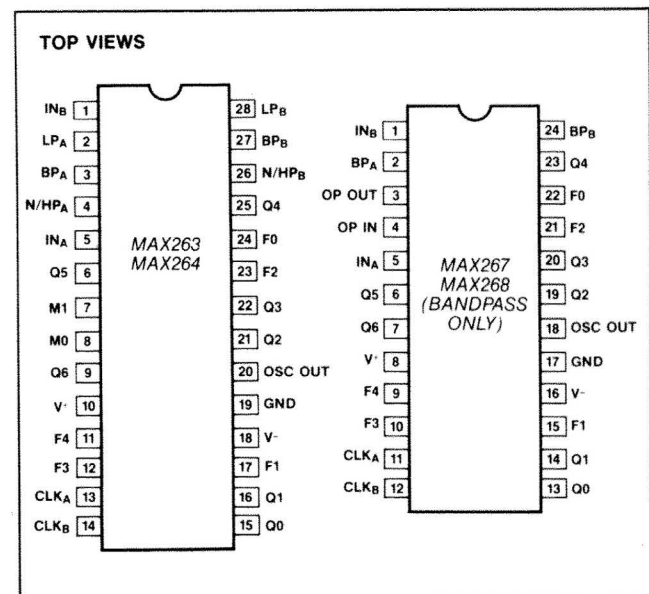 TOP VIEWS
INB 1
LPA 2
BPA 3
N/HPA 4
INA 5
Q5 6
M1 7
M0 8
Q6 9
V+ 10
F4 11
F3 12
CLKA 13
CLKB 14
MAX263
MAX264
28 LPB
27 BPB
26 N/HPB
25 Q4
24 F0
23 F2
22 Q3
21 Q2
20 OSC OUT
19 GND
18 V-
17 F1
16 Q1
15 Q0
INB 1
BPA 2
OP OUT 3
OP IN 4
INA 5
Q5 6
Q6 7
V+ 8
F4 9
F3 10
CLKA 11
CLKB 12
MAX267
MAX268
(BANDPASS
ONLY)
24 BPB
23 Q4
22 F0
21 F2
20 Q3
19 Q2
18 OSC OUT
17 GND
16 V-
15 F1
14 Q1
13 Q0